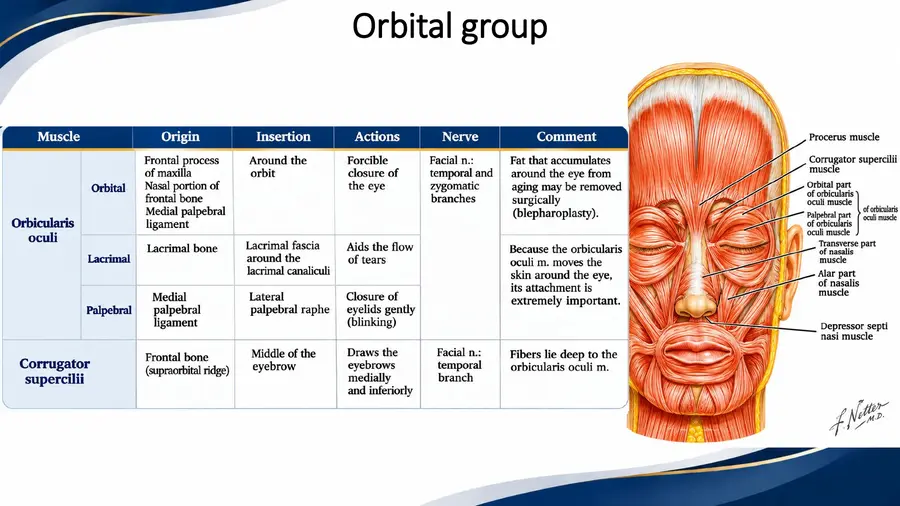 Orbital group
Muscle
Origin
Insertion
Actions
Nerve
Comment
Orbicularis
oculi
Orbital
Frontal process
of maxilla
Nasal portion of
frontal bone
Medial palpebral
ligament
Around the
orbit
Forcible
closure of
the eye
Facial n.:
temporal and
zygomatic
branches
Fat that accumulates
around the eye from
aging may be removed
surgically
(blepharoplasty).
Lacrimal
Lacrimal bone
Lacrimal fascia
around the
lacrimal canaliculi
Aids the flow
of tears
Because the orbicularis
oculi m. moves the
skin around the eye,
its attachment is
extremely important.
Palpebral
Medial
palpebral
ligament
Lateral
palpebral raphe
Closure of
eyelids gently
(blinking)
Corrugator
supercilii
Frontal bone
(supraorbital ridge)
Middle of the
eyebrow
Draws the
eyebrows
medially
and inferiorly
Facial n.:
temporal
branch
Fibers lie deep to the
orbicularis oculi m.
Procerus muscle
Corrugator supercilii
muscle
Orbital part
of orbicularis
oculi muscle
Palpebral part
of orbicularis
oculi muscle
of orbicularis
oculi muscle
Transverse part
of nasalis
muscle
Alar part
of nasalis
muscle
Depressor septi
nasi muscle
F. Netter
M.D.